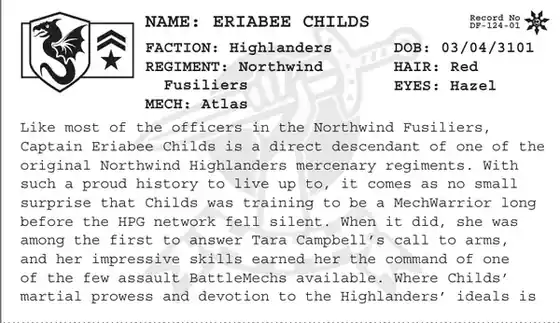 NAME: ERIABEE CHILDS
Record No
DF-124-01
FACTION: Highlanders
DOB: 03/04/3101
REGIMENT: Northwind
HAIR: Red
Fusiliers
EYES: Hazel
MECH: Atlas
Like most of the officers in the Northwind Fusiliers,
Captain Eriabee Childs is a direct descendant of one of the
original Northwind Highlanders mercenary regiments. With
such a proud history to live up to, it comes as no small
surprise that Childs was training to be a MechWarrior long
before the HPG network fell silent. When it did, she was
among the first to answer Tara Campbell’s call to arms,
and her impressive skills earned her the command of one
of the few assault BattleMechs available. Where Childs’
martial prowess and devotion to the Highlanders’ ideals is